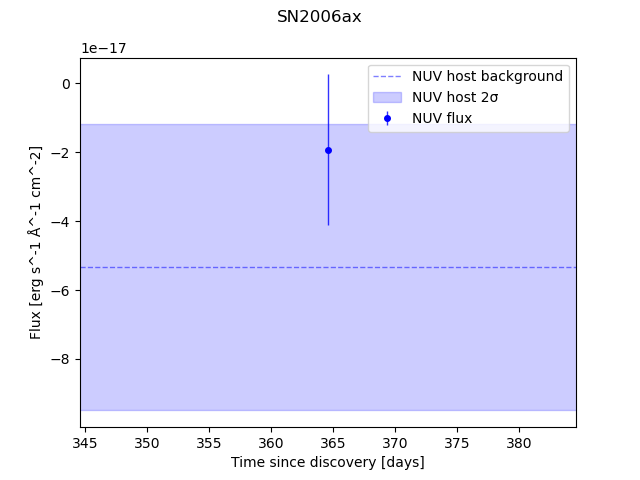 SN2006ax
1e−17
NUV host background
NUV host 2σ
NUV flux
0
−2
−4
−6
−8
Flux [erg s^-1 Å^-1 cm^-2]
345 350 355 360 365 370 375 380
Time since discovery [days]